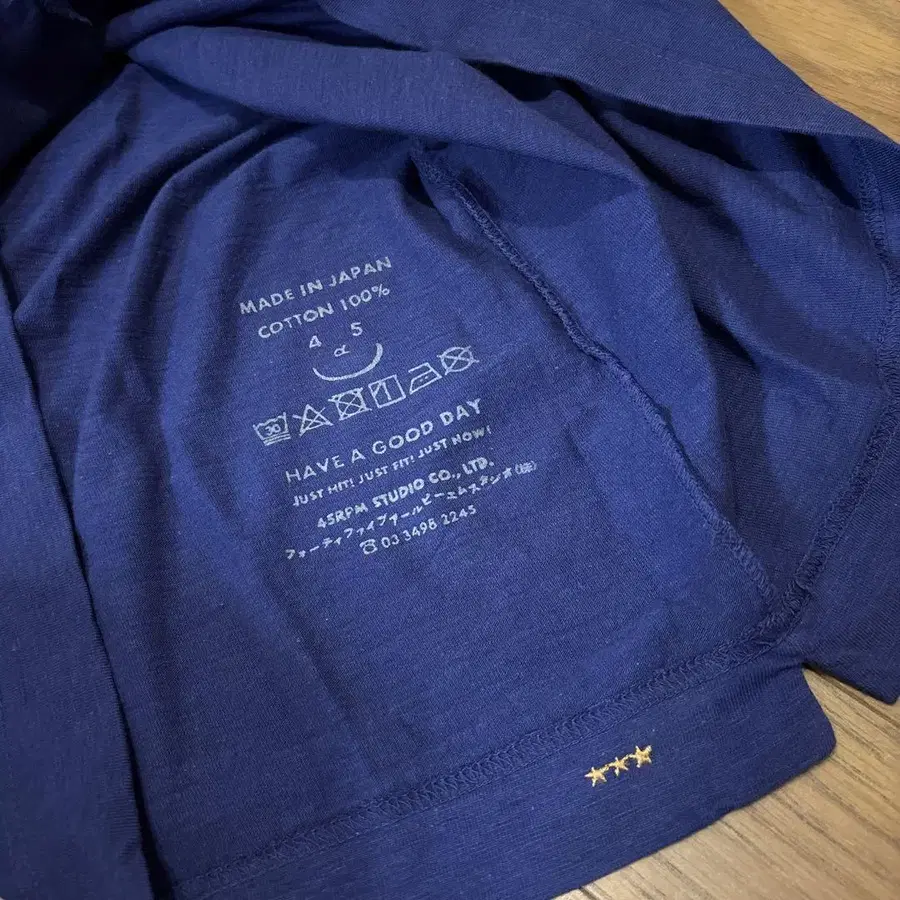 MADE IN JAPAN
COTTON 100%
4 5
α
30
HAVE A GOOD DAY
JUST HIT! JUST FIT! JUST NOW!
45RPM STUDIO CO.,LTD.
フォーティファイブアールピーエムスタジオ(株)
☎03 3498 2245